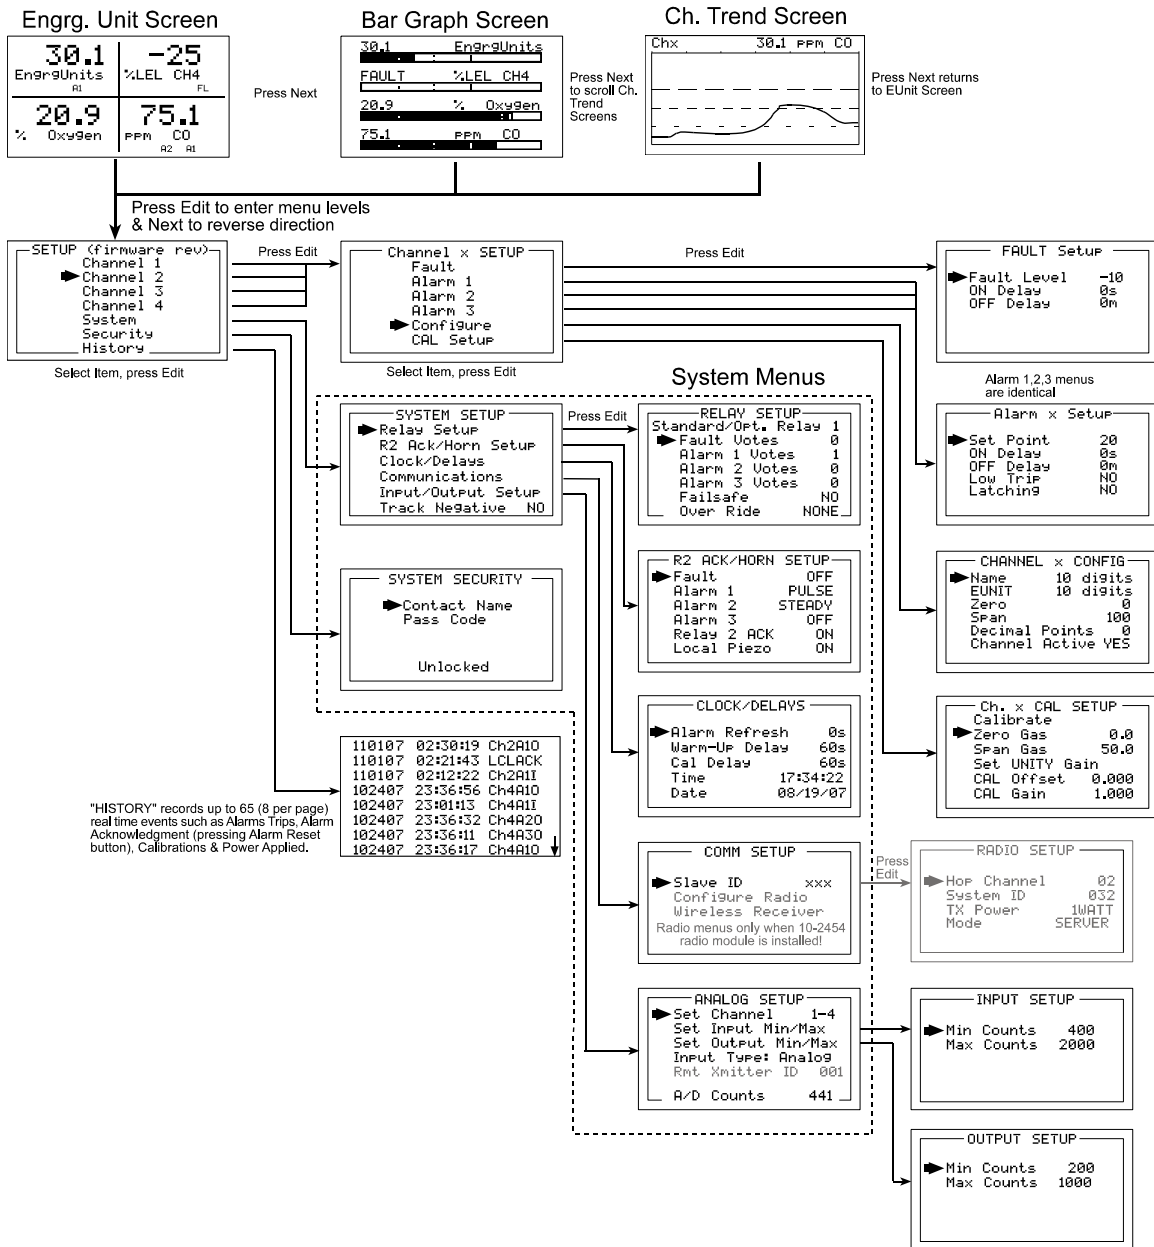 Engrg. Unit Screen
30.1
EngrgUnits
A1
-25
%LEL CH4
FL
20.9
% Oxygen
75.1
PPM CO
A2 A1
Press Next
Bar Graph Screen
30.1 EngrgUnits
FAULT %LEL CH4
20.9 % Oxygen
75.1 PPM CO
Press Next
to scroll Ch.
Trend
Screens
Ch. Trend Screen
Chx 30.1 PPM CO
Press Next returns
to EUnit Screen
Press Edit to enter menu levels
& Next to reverse direction
SETUP (firmware rev)
Channel 1
Channel 2
Channel 3
Channel 4
System
Security
History
Select Item, press Edit
Press Edit
Channel x SETUP
Fault
Alarm 1
Alarm 2
Alarm 3
Configure
CAL Setup
Select Item, press Edit
Press Edit
FAULT Setup
Fault Level -10
ON Delay 0s
OFF Delay 0m
Alarm 1,2,3 menus
are identical
Alarm x Setup
Set Point 20
ON Delay 0s
OFF Delay 0m
Low Trip NO
Latching NO
CHANNEL x CONFIG
Name 10 digits
EUNIT 10 digits
Zero 0
Span 100
Decimal Points 0
Channel Active YES
Ch. x CAL SETUP
Calibrate
Zero Gas 0.0
Span Gas 50.0
Set UNITY Gain
CAL Offset 0.000
CAL Gain 1.000
System Menus
SYSTEM SETUP
Relay Setup
R2 Ack/Horn Setup
Clock/Delays
Communications
Input/Output Setup
Track Negative NO
Press Edit
RELAY SETUP
Standard/Opt. Relay 1
Fault Votes 0
Alarm 1 Votes 1
Alarm 2 Votes 0
Alarm 3 Votes 0
Failsafe NO
Over Ride NONE
SYSTEM SECURITY
Contact Name
Pass Code
Unlocked
R2 ACK/HORN SETUP
Fault OFF
Alarm 1 PULSE
Alarm 2 STEADY
Alarm 3 OFF
Relay 2 ACK ON
Local Piezo ON
CLOCK/DELAYS
Alarm Refresh 0s
Warm-Up Delay 60s
Cal Delay 60s
Time 17:34:22
Date 08/19/07
"HISTORY" records up to 65 (8 per page)
real time events such as Alarms Trips, Alarm
Acknowledgment (pressing Alarm Reset
button), Calibrations & Power Applied.
110107 02:30:19 Ch2A1O
110107 02:21:43 LCLACK
110107 02:12:22 Ch2A1I
102407 23:36:56 Ch4A1O
102407 23:01:13 Ch4A1I
102407 23:36:32 Ch4A2O
102407 23:36:11 Ch4A3O
102407 23:36:17 Ch4A1O
COMM SETUP
Slave ID xxx
Configure Radio
Wireless Receiver
Radio menus only when 10-2454
radio module is installed!
Press
Edit
RADIO SETUP
Hop Channel 02
System ID 032
TX Power 1WATT
Mode SERVER
ANALOG SETUP
Set Channel 1-4
Set Input Min/Max
Set Output Min/Max
Input Type: Analog
Rmt Xmitter ID 001
A/D Counts 441
INPUT SETUP
Min Counts 400
Max Counts 2000
OUTPUT SETUP
Min Counts 200
Max Counts 1000